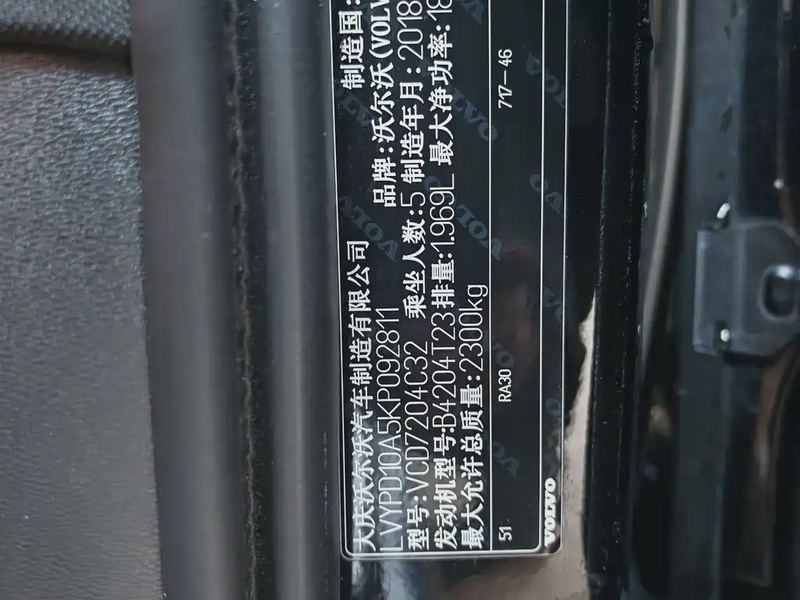 大庆沃尔沃汽车制造有限公司 制造国:
LVYPD10A5KP092811 品牌:沃尔沃(VOLV
型号:VCD7204C32 乘坐人数:5 制造年月:2018
发动机型号:B4204T23 排量:1.969L 最大净功率:18
最大允许总质量:2300kg
51 RA30 717-46
VOLVO